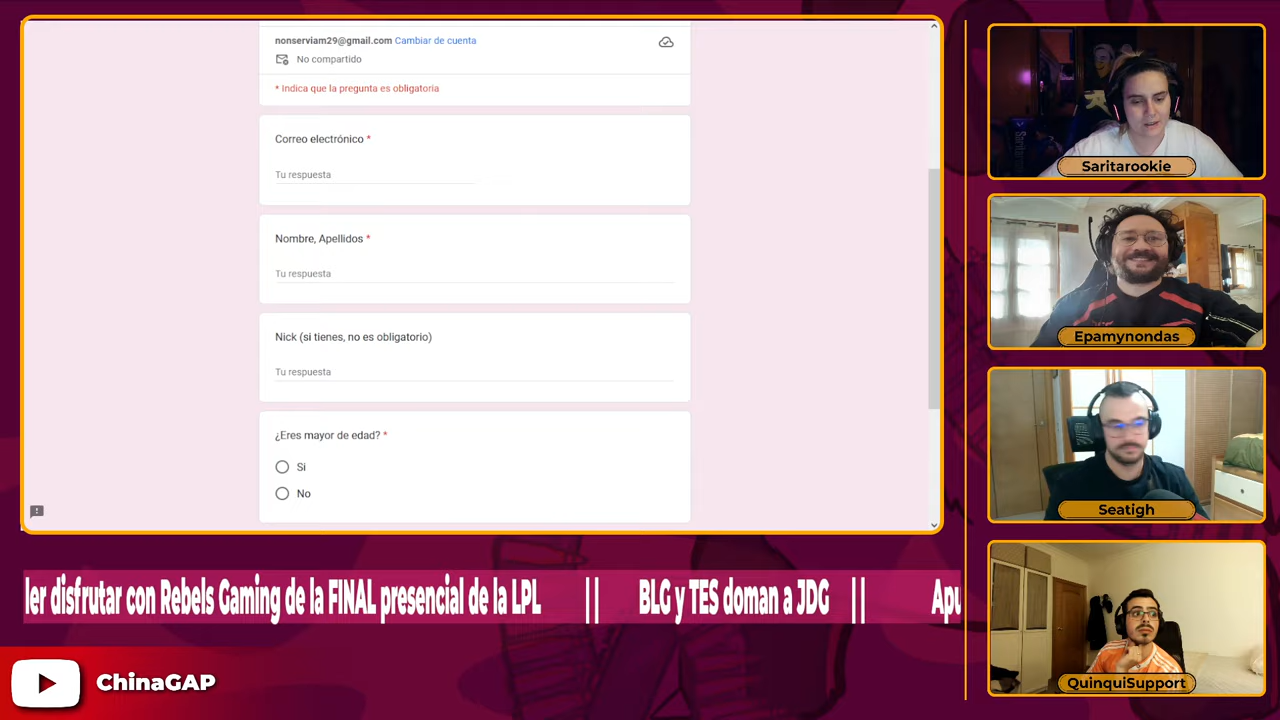 nonserviam29@gmail.com Cambiar de cuenta
No compartido
* Indica que la pregunta es obligatoria
Correo electrónico *
Tu respuesta
Nombre, Apellidos *
Tu respuesta
Nick (si tienes, no es obligatorio)
Tu respuesta
¿Eres mayor de edad? *
Si
No
Saritarookie
Epamynondas
Seatigh
QuinquiSupport
ler disfrutar con Rebels Gaming de la FINAL presencial de la LPL || BLG y TES doman a JDG || Apu
ChinaGAP